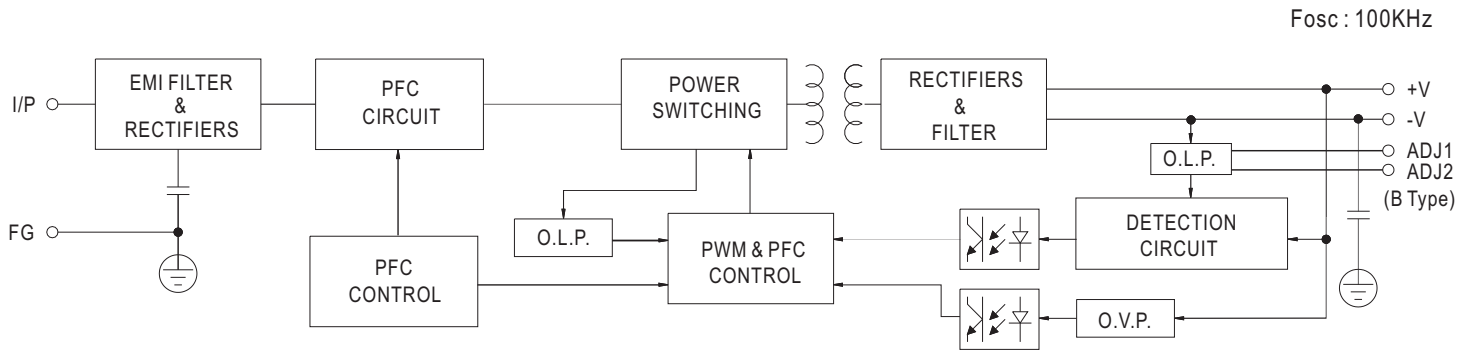 Fosc : 100KHz
I/P
EMI FILTER
&
RECTIFIERS
PFC
CIRCUIT
POWER
SWITCHING
RECTIFIERS
&
FILTER
+V
-V
O.L.P.
ADJ1
ADJ2
(B Type)
FG
O.L.P.
PFC
CONTROL
PWM & PFC
CONTROL
DETECTION
CIRCUIT
O.V.P.